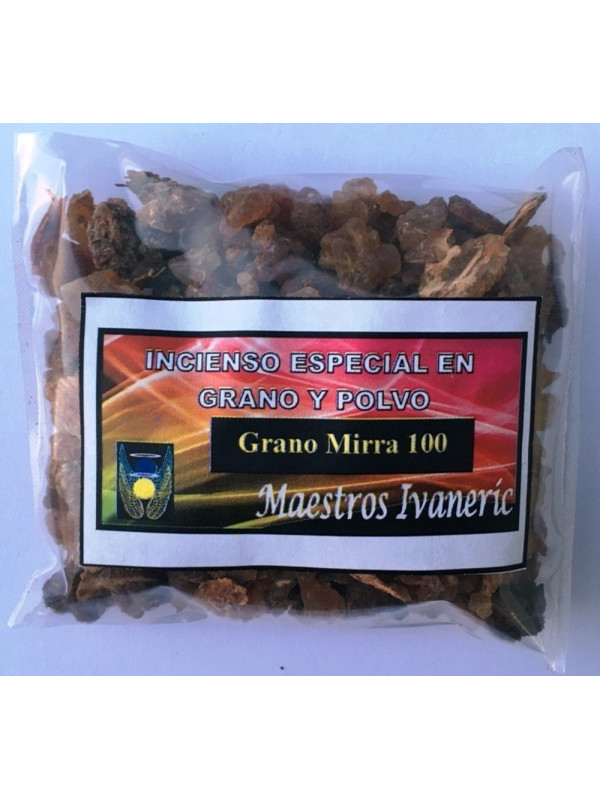 INCIENSO ESPECIAL EN
GRANO Y POLVO
Grano Mirra 100
Maestros Ivaneric